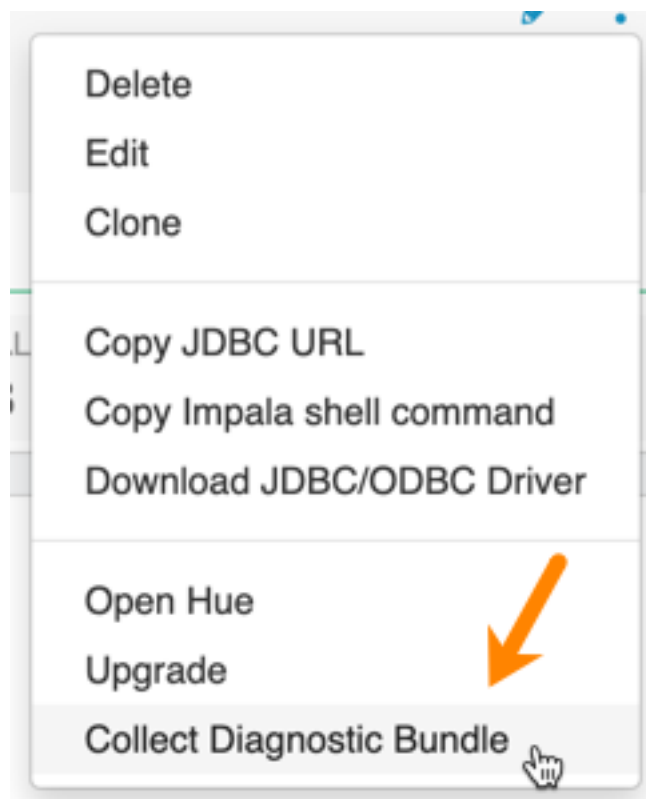 Delete
Edit
Clone
Copy JDBC URL
Copy Impala shell command
Download JDBC/ODBC Driver
Open Hue
Upgrade
Collect Diagnostic Bundle